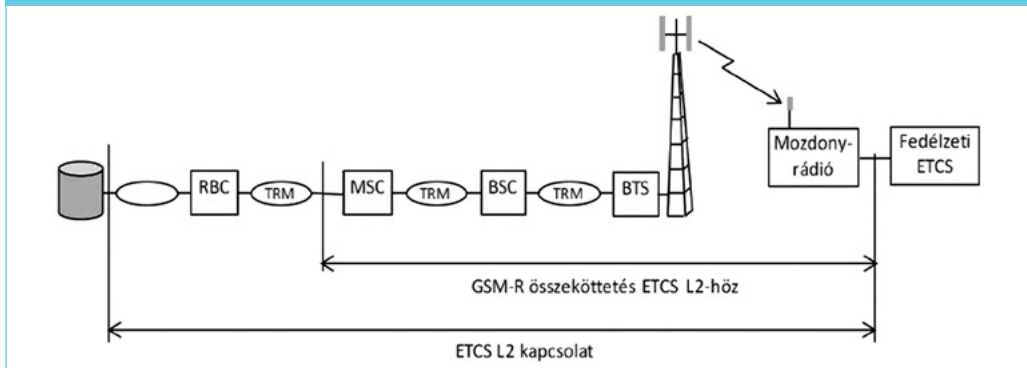 Mozdony-
rádió
Fedélzeti
ETCS
RBC
TRM
MSC
TRM
BSC
TRM
BTS
GSM-R összeköttetés ETCS L2-höz
ETCS L2 kapcsolat